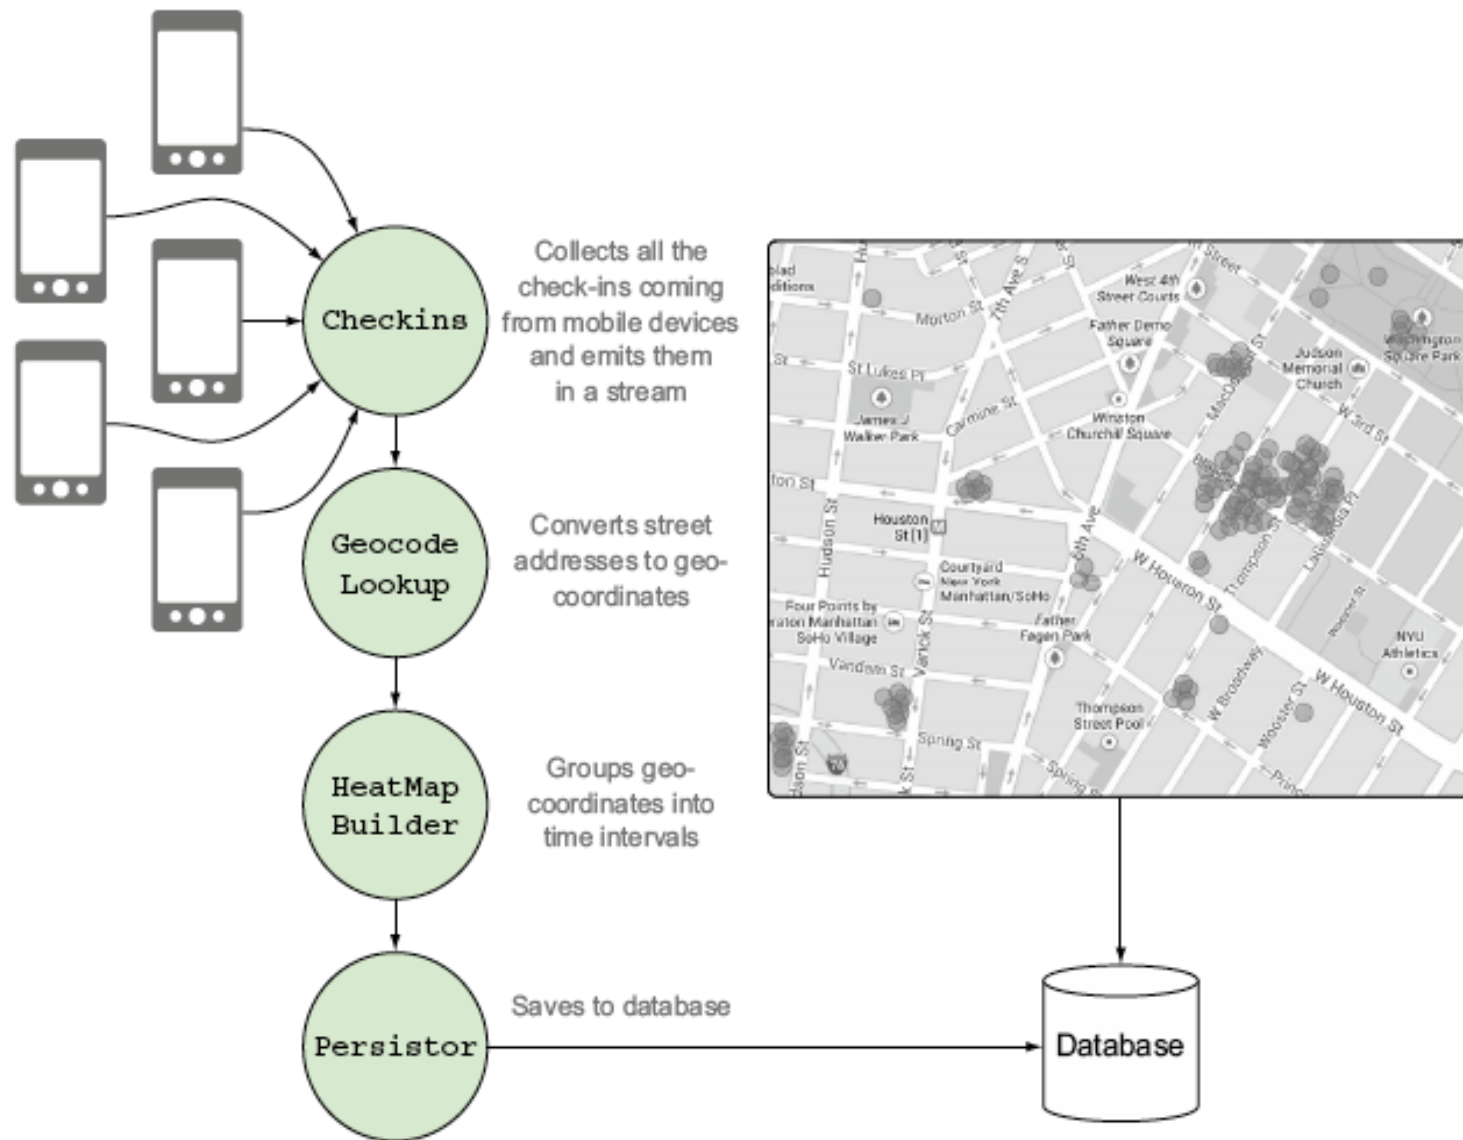 Checkins
Collects all the
check-ins coming
from mobile devices
and emits them
in a stream
Geocode
Lookup
Converts street
addresses to geo-
coordinates
HeatMap
Builder
Groups geo-
coordinates into
time intervals
Persistor
Saves to database
Database
Morton St
7th Ave S
West 4th
Street Courts
Street
Father Demo
Square
Judson
Memorial
Church
Washington
Square Park
St Lukes Pl
James J
Walker Park
Carmine St
Winston
Churchill Square
W 3rd St
Houston
St [1]
Hudson St
6th Ave
W Houston St
Thompson St
LaGuardia Pl
Courtyard
New York
Manhattan/SoHo
Four Points by
Manhattan
SoHo Village
Varick St
Father
Fagan Park
Vandam St
Wooster St
NYU
Athletics
W Broadway
Wooster St
W Houston St
Thompson
Street Pool
Spring St
Spring